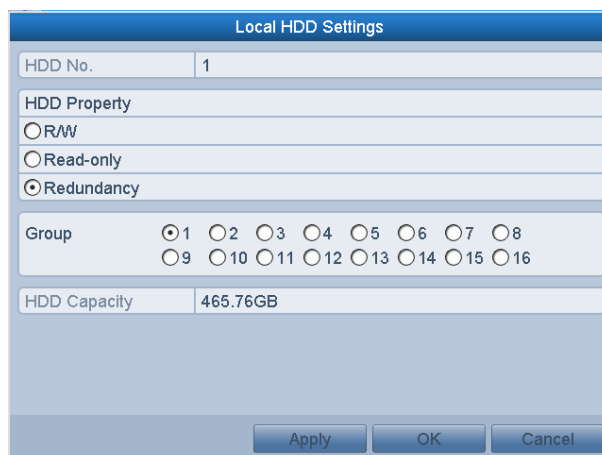 Local HDD Settings
HDD No. 1
HDD Property
R/W
Read-only
Redundancy
Group 1 2 3 4 5 6 7 8
9 10 11 12 13 14 15 16
HDD Capacity 465.76GB
Apply OK Cancel